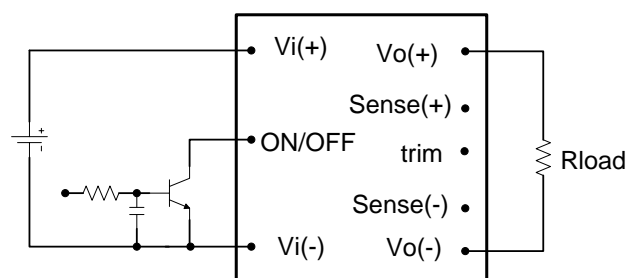 Vi(+)
Vo(+)
Sense(+)
ON/OFF
trim
Rload
Sense(-)
Vi(-)
Vo(-)
+
-